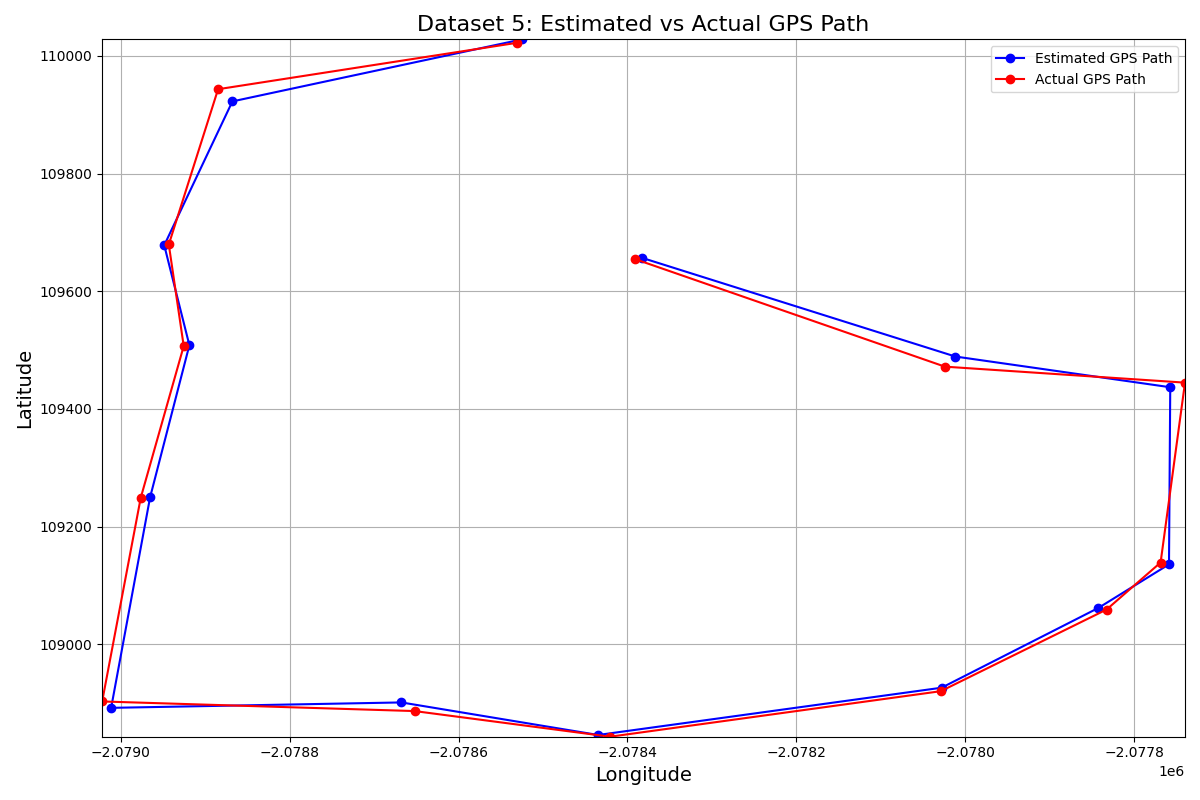 Dataset 5: Estimated vs Actual GPS Path
Estimated GPS Path
Actual GPS Path
110000
109800
109600
109400
109200
109000
Latitude
−2.0790
−2.0788
−2.0786
−2.0784
−2.0782
−2.0780
−2.0778
1e6
Longitude